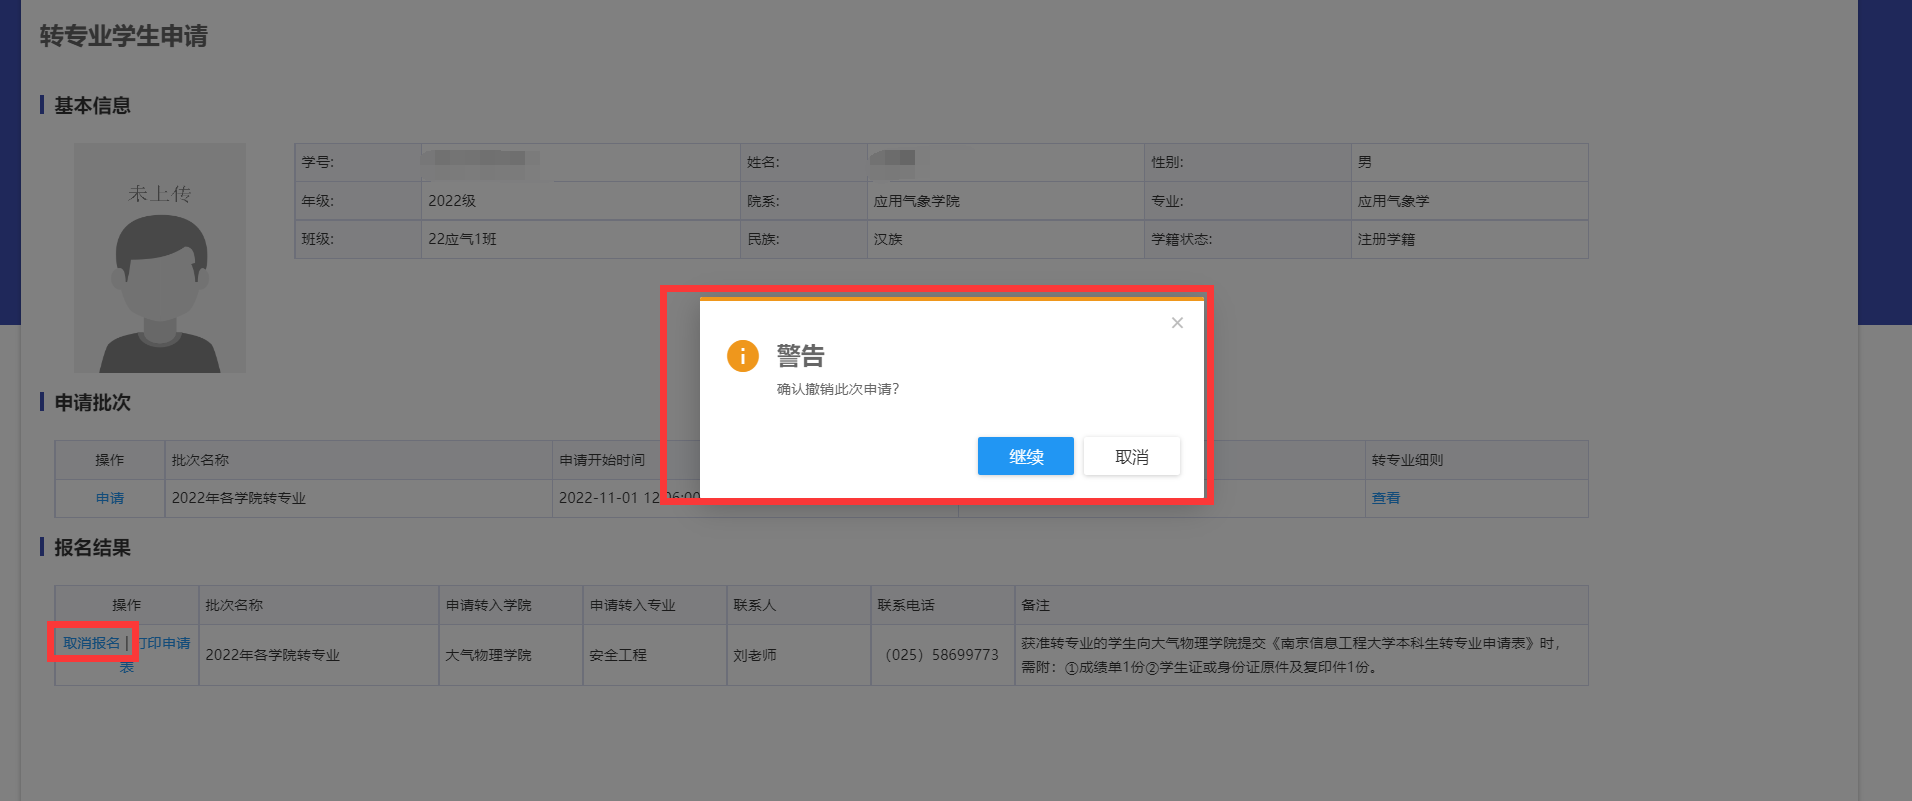 转专业学生申请
基本信息
未上传
学号: 姓名: 性别: 男
年级: 2022级 院系: 应用气象学院 专业: 应用气象学
班级: 22应气1班 民族: 汉族 学籍状态: 注册学籍
警告
确认撤销此次申请?
继续 取消
申请批次
操作 批次名称 申请开始时间 转专业细则
申请 2022年各学院转专业 2022-11-01 12:06:00 查看
报名结果
操作 批次名称 申请转入学院 申请转入专业 联系人 联系电话 备注
取消报名 | 打印申请
表
2022年各学院转专业 大气物理学院 安全工程 刘老师 （025）58699773
获准转专业的学生向大气物理学院提交《南京信息工程大学本科生转专业申请表》时，
需附：①成绩单1份②学生证或身份证原件及复印件1份。